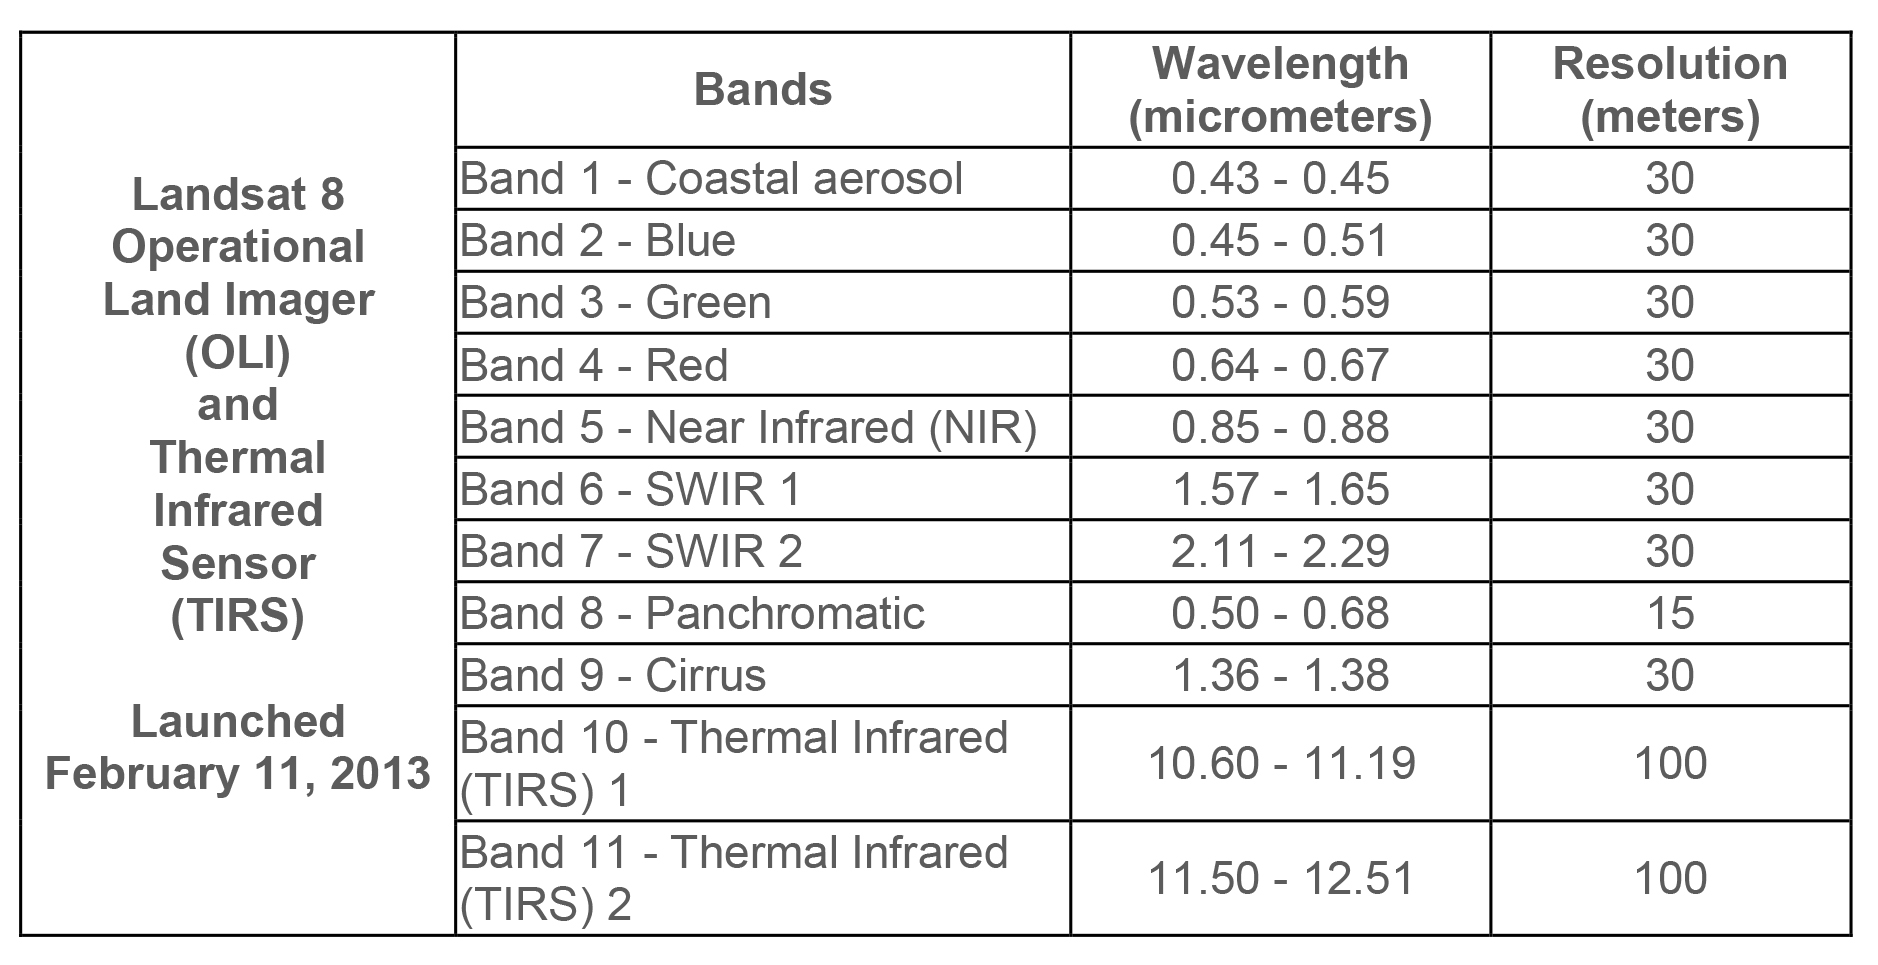 Landsat 8
Operational
Land Imager
(OLI)
and
Thermal
Infrared
Sensor
(TIRS)
Launched
February 11, 2013
Bands
Wavelength
(micrometers)
Resolution
(meters)
Band 1 - Coastal aerosol 0.43 - 0.45 30
Band 2 - Blue 0.45 - 0.51 30
Band 3 - Green 0.53 - 0.59 30
Band 4 - Red 0.64 - 0.67 30
Band 5 - Near Infrared (NIR) 0.85 - 0.88 30
Band 6 - SWIR 1 1.57 - 1.65 30
Band 7 - SWIR 2 2.11 - 2.29 30
Band 8 - Panchromatic 0.50 - 0.68 15
Band 9 - Cirrus 1.36 - 1.38 30
Band 10 - Thermal Infrared
(TIRS) 1
10.60 - 11.19 100
Band 11 - Thermal Infrared
(TIRS) 2
11.50 - 12.51 100